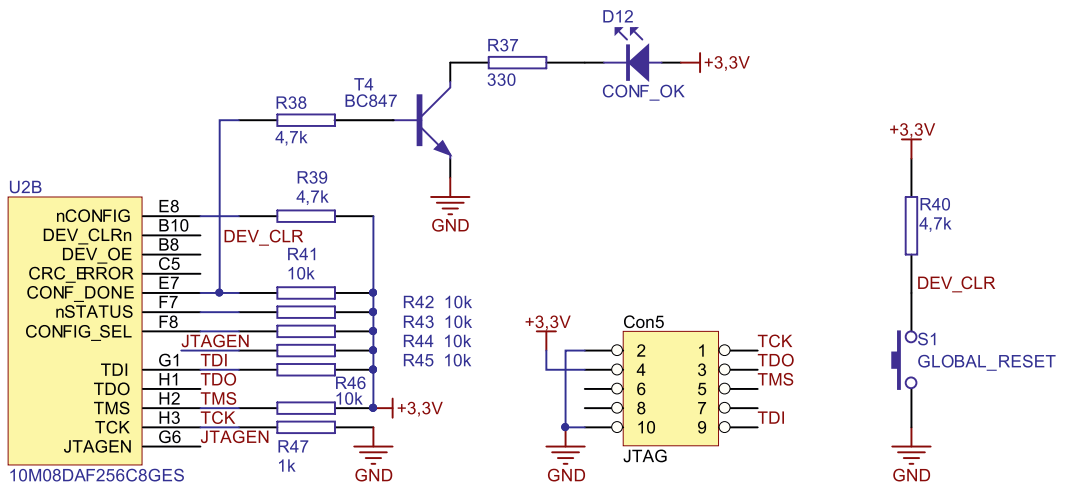 D12
R37
+3,3V
330
CONF_OK
T4
BC847
R38
4,7k
+3,3V
R39
4,7k
U2B
GND
R40
4,7k
nCONFIG E8
DEV_CLRn B10
DEV_CLR
DEV_OE B8
R41
10k
CRC_ERROR C5
CONF_DONE E7
DEV_CLR
nSTATUS F7
R42 10k
CONFIG_SEL F8
R43 10k
JTAGEN
R44 10k
TDI G1 TDI
R45 10k
TDO H1 TDO
R46
10k
TMS H2 TMS
+3,3V
TCK H3 TCK
JTAGEN G6 JTAGEN
R47
1k
GND
10M08DAF256C8GES
+3,3V
Con5
2 1 TCK
4 3 TDO
6 5 TMS
8 7
10 9 TDI
JTAG
GND
S1
GLOBAL_RESET
GND